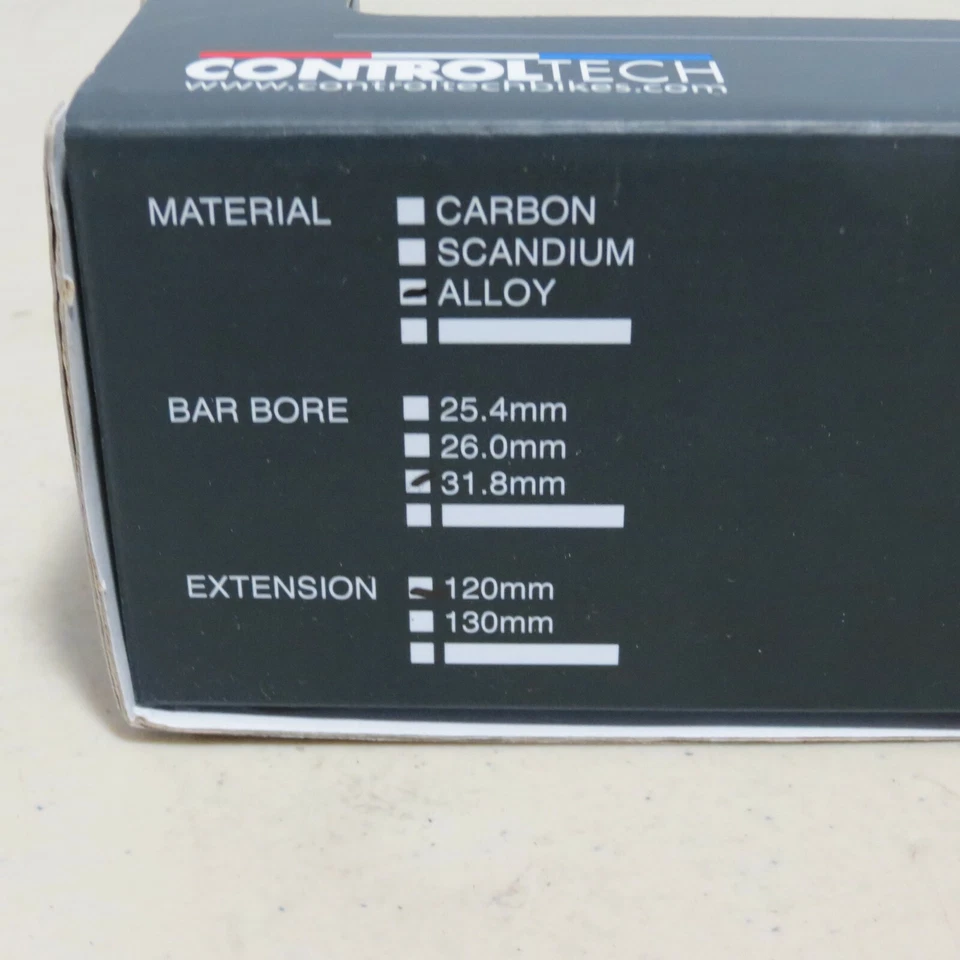 CONTROLTECH
www.controltechbikes.com
MATERIAL CARBON
SCANDIUM
ALLOY
BAR BORE 25.4mm
26.0mm
31.8mm
EXTENSION 120mm
130mm